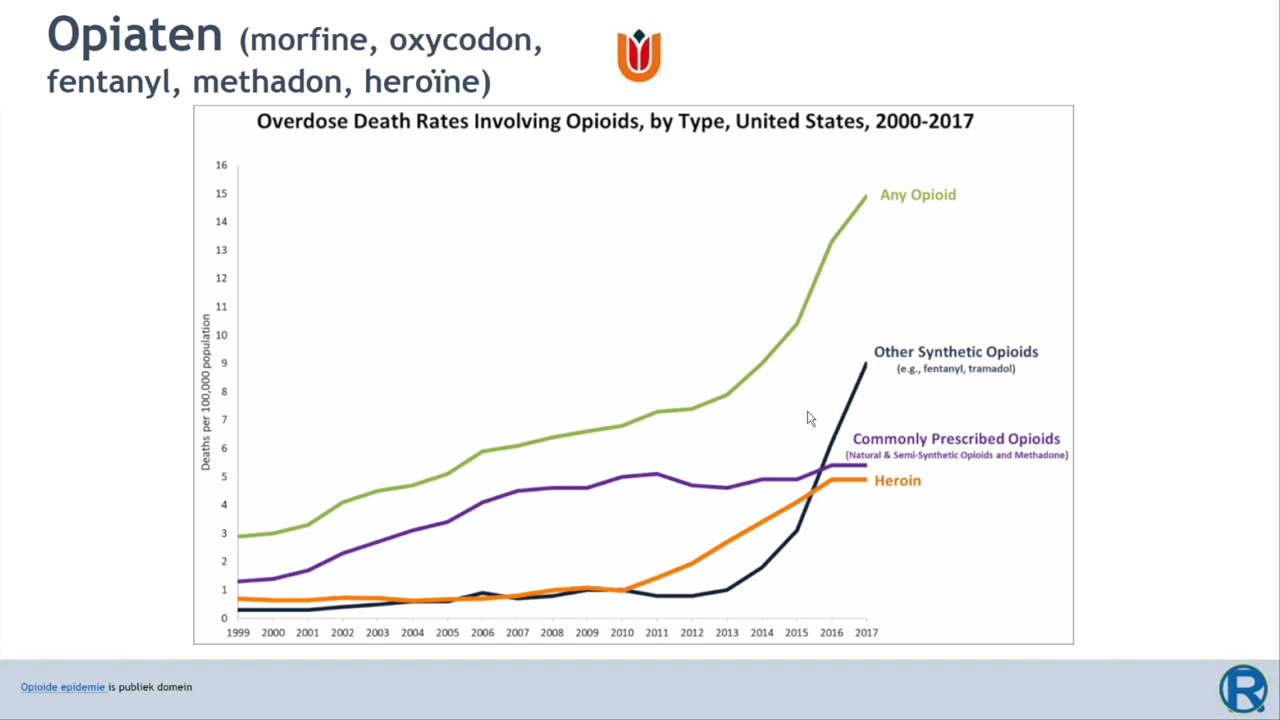 Opiaten (morfine, oxycodon,
fentanyl, methadon, heroïne)
Overdose Death Rates Involving Opioids, by Type, United States, 2000-2017
16
15
14
13
12
11
10
9
8
7
6
5
4
3
2
1
0
Deaths per 100,000 population
Any Opioid
Other Synthetic Opioids
(e.g., fentanyl, tramadol)
Commonly Prescribed Opioids
(Natural & Semi-Synthetic Opioids and Methadone)
Heroin
1999 2000 2001 2002 2003 2004 2005 2006 2007 2008 2009 2010 2011 2012 2013 2014 2015 2016 2017
Opioide epidemie is publiek domein
R